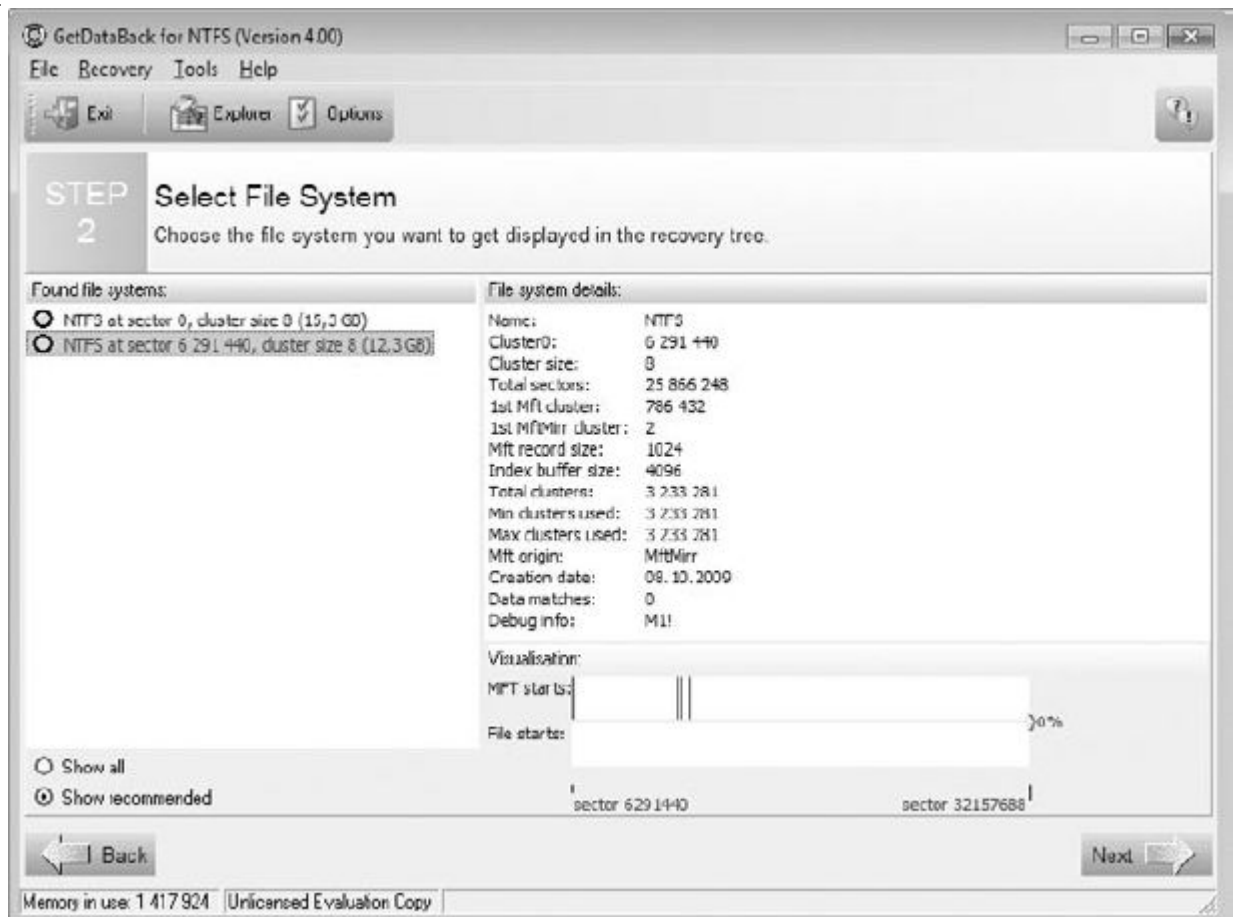 GetDataBack for NTFS (Version 4.00)
File Recovery Tools Help
Exit Explorer Options
STEP 2
Select File System
Choose the file system you want to get displayed in the recovery tree.
Found file systems:
NTFS at sector 0, cluster size 8 (15,3 GB)
NTFS at sector 6 291 440, cluster size 8 (12,3 GB)
Show all
Show recommended
File system details:
Name: NTFS
Cluster0: 6 291 440
Cluster size: 8
Total sectors: 25 866 248
1st Mft cluster: 786 432
1st MftMirr cluster: 2
Mft record size: 1024
Index buffer size: 4096
Total clusters: 3 233 281
Min clusters used: 3 233 281
Max clusters used: 3 233 281
Mft origin: MftMirr
Creation date: 08.10.2009
Data matches: 0
Debug info: M1!
Visualisation:
MFT starts:
File starts:
0%
sector 6291440 sector 32157688
Back Next
Memory in use: 1 417 924 Unlicensed Evaluation Copy